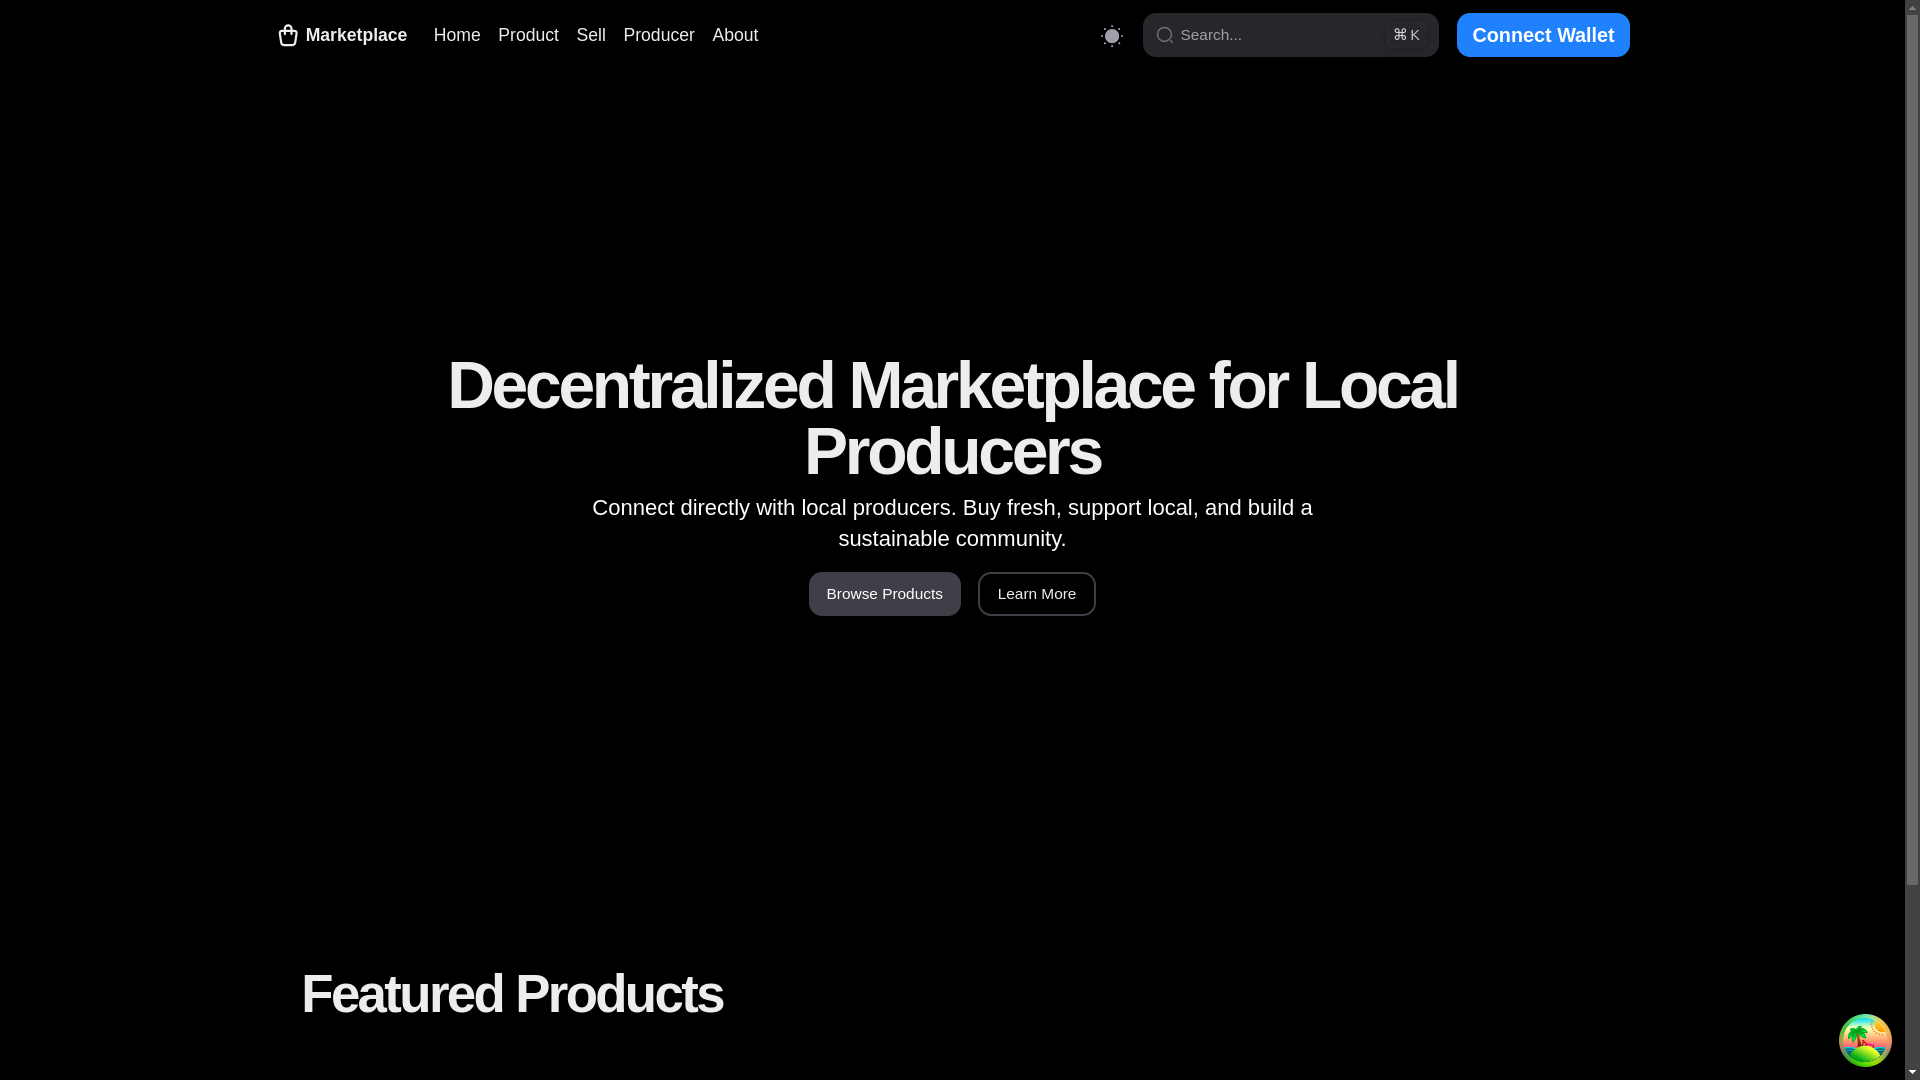 Marketplace Home Product Sell Producer About Search... ⌘ K Connect Wallet
Decentralized Marketplace for Local
Producers
Connect directly with local producers. Buy fresh, support local, and build a
sustainable community.
Browse Products Learn More
Featured Products